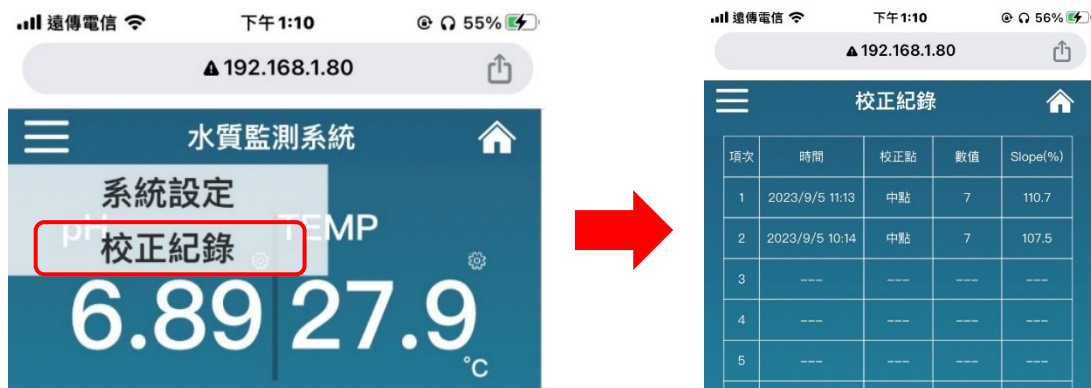 遠傳電信 下午1:10 55%
192.168.1.80
水質監測系統
系統設定
校正紀錄
pH TEMP
6.89 27.9
°C
遠傳電信 下午1:10 56%
192.168.1.80
校正紀錄
項次 時間 校正點 數值 Slope(%)
1 2023/9/5 11:13 中點 7 110.7
2 2023/9/5 10:14 中點 7 107.5
3 --- --- --- ---
4 --- --- --- ---
5 --- --- --- ---